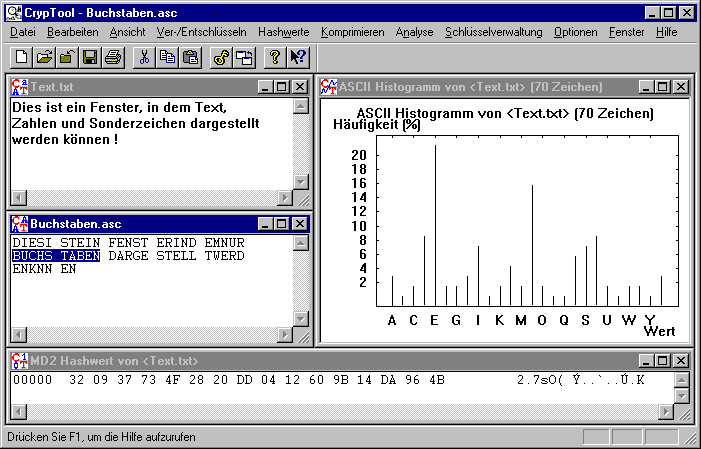 CrypTool - Buchstaben.asc
Datei Bearbeiten Ansicht Ver-/Entschlüsseln Hashwerte Komprimieren Analyse Schlüsselverwaltung Optionen Fenster Hilfe
Text.txt
Dies ist ein Fenster, in dem Text,
Zahlen und Sonderzeichen dargestellt
werden können !
Buchstaben.asc
DIESI STEIN FENST ERIND EMNUR
BUCHS TABEN DARGE STELL TWERD
ENKNN EN
ASCII Histogramm von <Text.txt> (70 Zeichen)
ASCII Histogramm von <Text.txt> (70 Zeichen)
Häufigkeit (%)
20
18
16
14
12
10
8
6
4
2
A C E G I K M O Q S U W Y
Wert
MD2 Hashwert von <Text.txt>
00000 32 09 37 73 4F 28 20 DD 04 12 60 9B 14 DA 96 4B 2.7sO( Ý..`..Ú.K
Drücken Sie F1, um die Hilfe aufzurufen